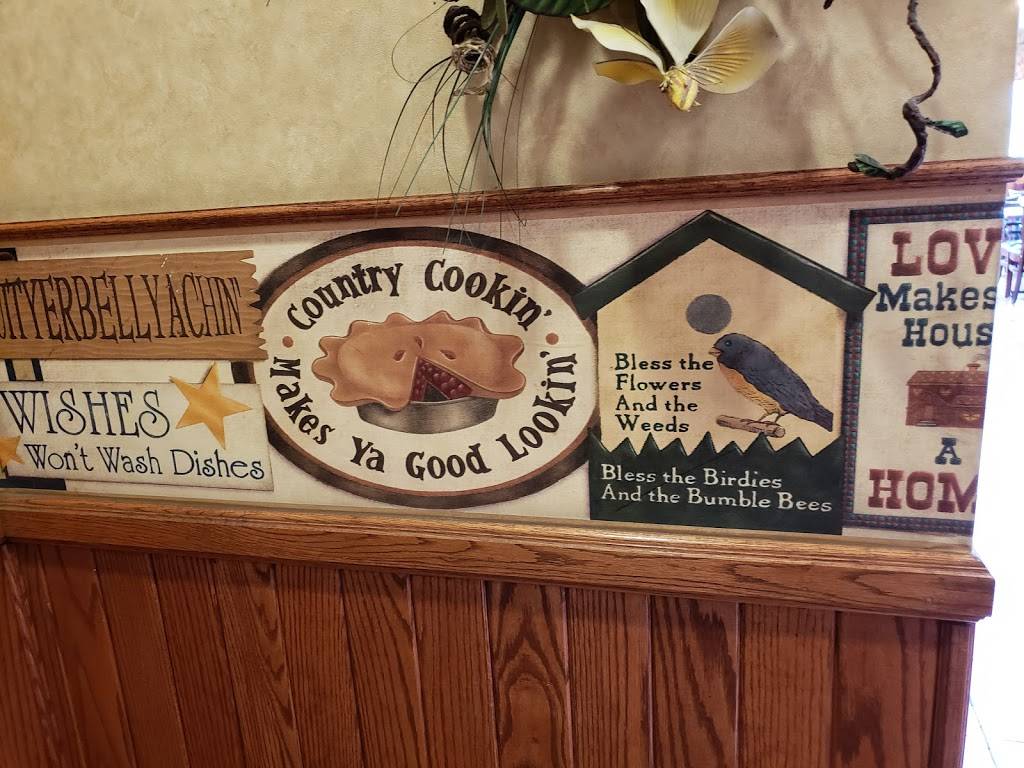 WISHES
Won't Wash Dishes
Country Cookin'
Makes Ya Good Lookin'
Bless the
Flowers
And the
Weeds
Bless the Birdies
And the Bumble Bees
LOV
Makes
Hous
A
HOM